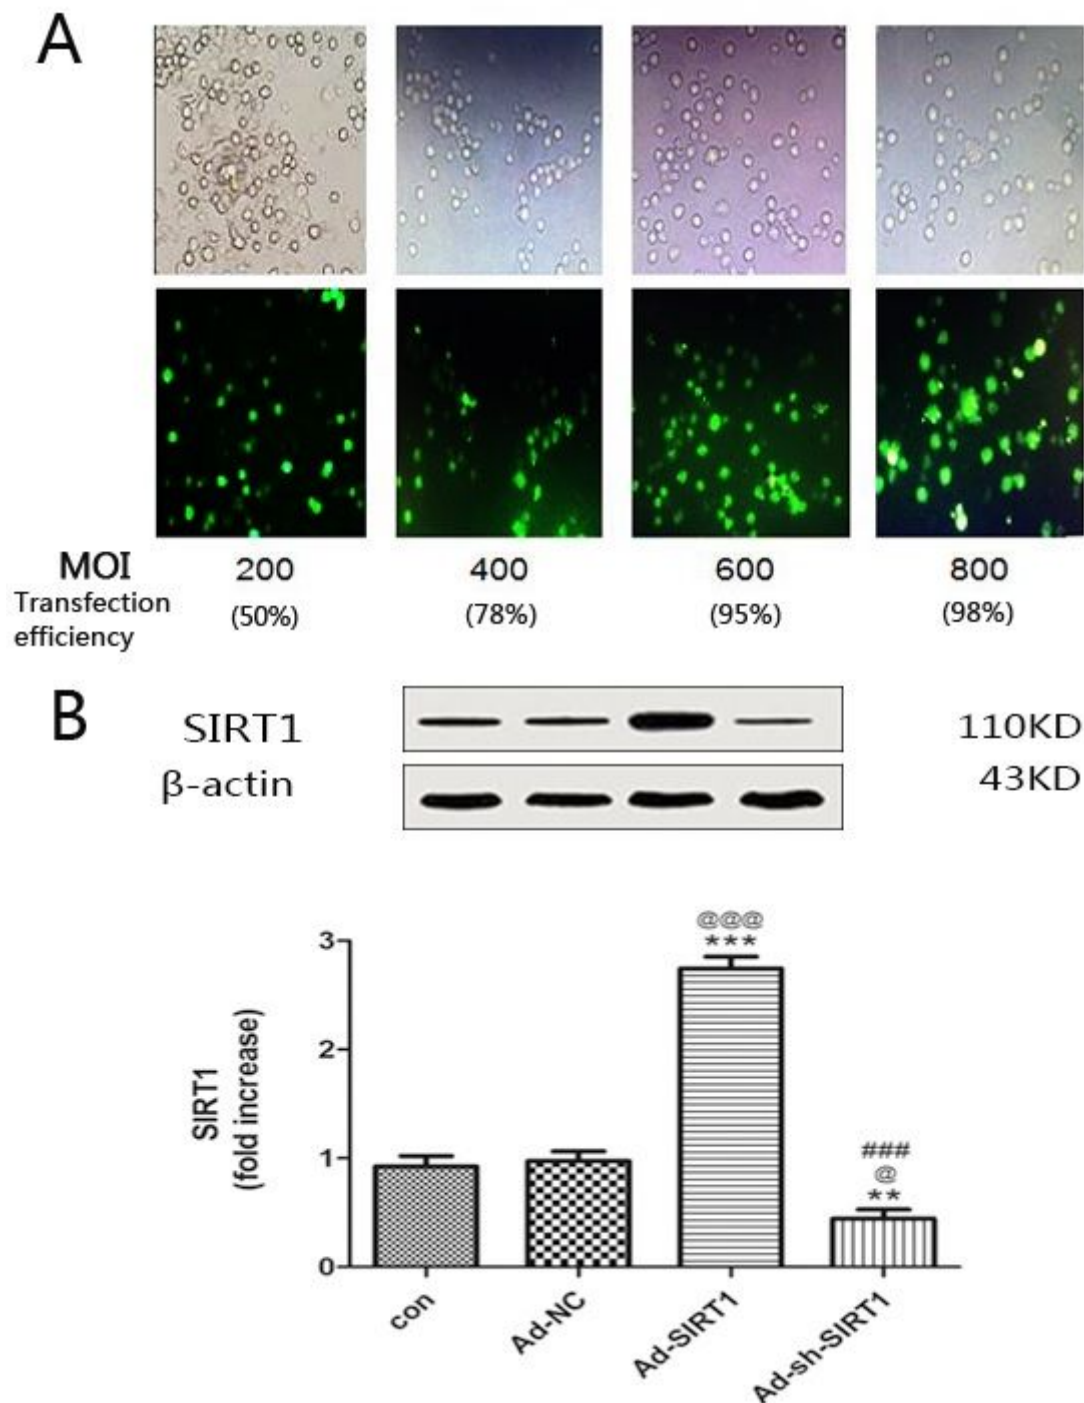 A
MOI 200 400 600 800
Transfection
efficiency
(50%) (78%) (95%) (98%)
B
SIRT1 110KD
β-actin 43KD
@@@
***
3
2
1
0
SIRT1
(fold increase)
###
@
**
con Ad-NC Ad-SIRT1 Ad-sh-SIRT1